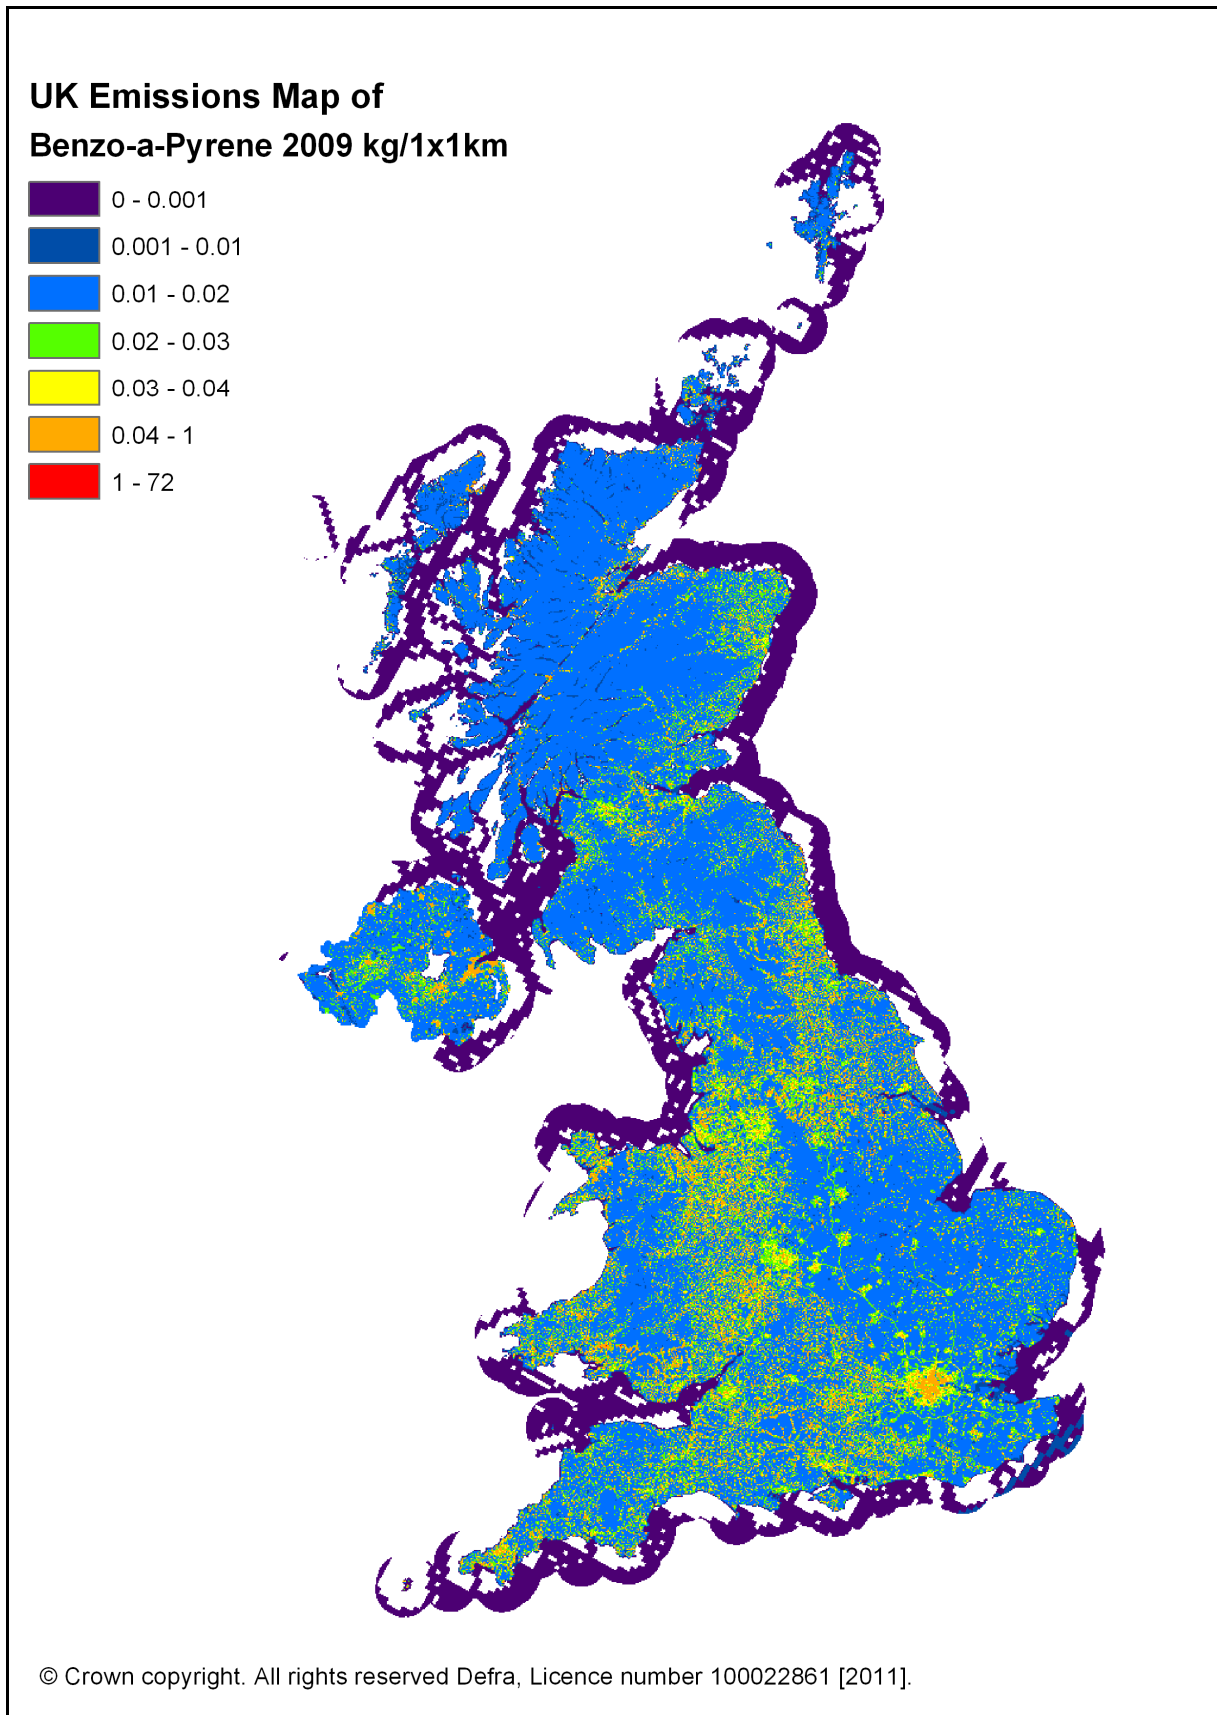 UK Emissions Map of
Benzo-a-Pyrene 2009 kg/1x1km
0 - 0.001
0.001 - 0.01
0.01 - 0.02
0.02 - 0.03
0.03 - 0.04
0.04 - 1
1 - 72
© Crown copyright. All rights reserved Defra, Licence number 100022861 [2011].